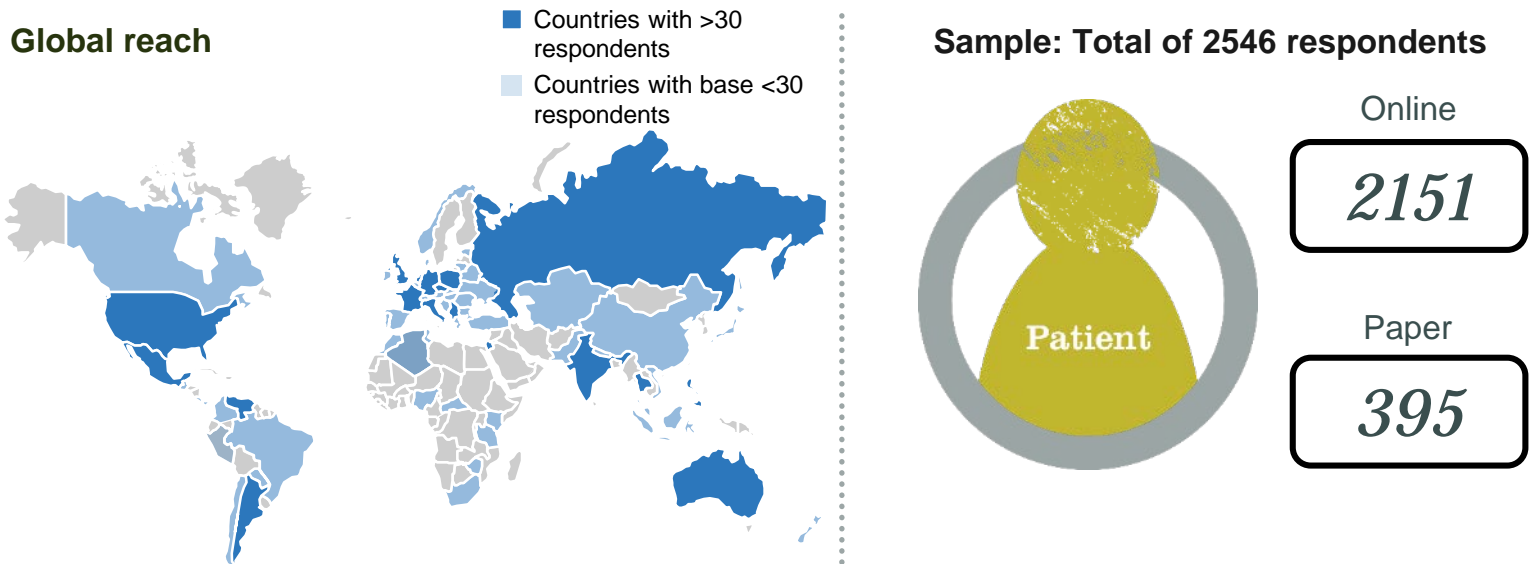 Global reach
Countries with >30
respondents
Countries with base <30
respondents
Sample: Total of 2546 respondents
Online
2151
Patient
Paper
395